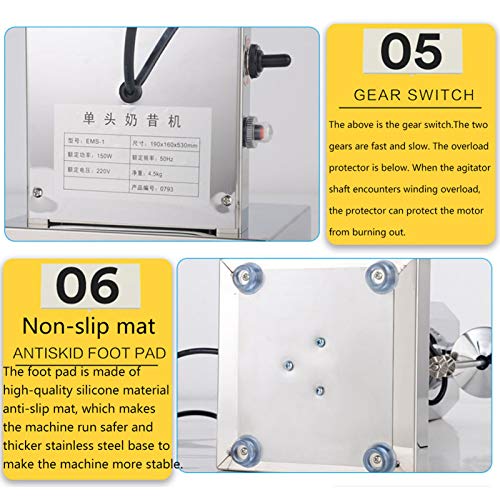 单头奶昔机
型号: EMS-1 尺寸: 190x160x530mm
额定功率: 150W 额定频率: 50Hz
额定电压: 220V 净重: 4.5kg
产品编号: 0793
05
GEAR SWITCH
The above is the gear switch.The two
gears are fast and slow. The overload
protector is below. When the agitator
shaft encounters winding overload,
the protector can protect the motor
from burning out.
06
Non-slip mat
ANTISKID FOOT PAD
The foot pad is made of
high-quality silicone material
anti-slip mat, which makes
the machine run safer and
thicker stainless steel base to
make the machine more stable.